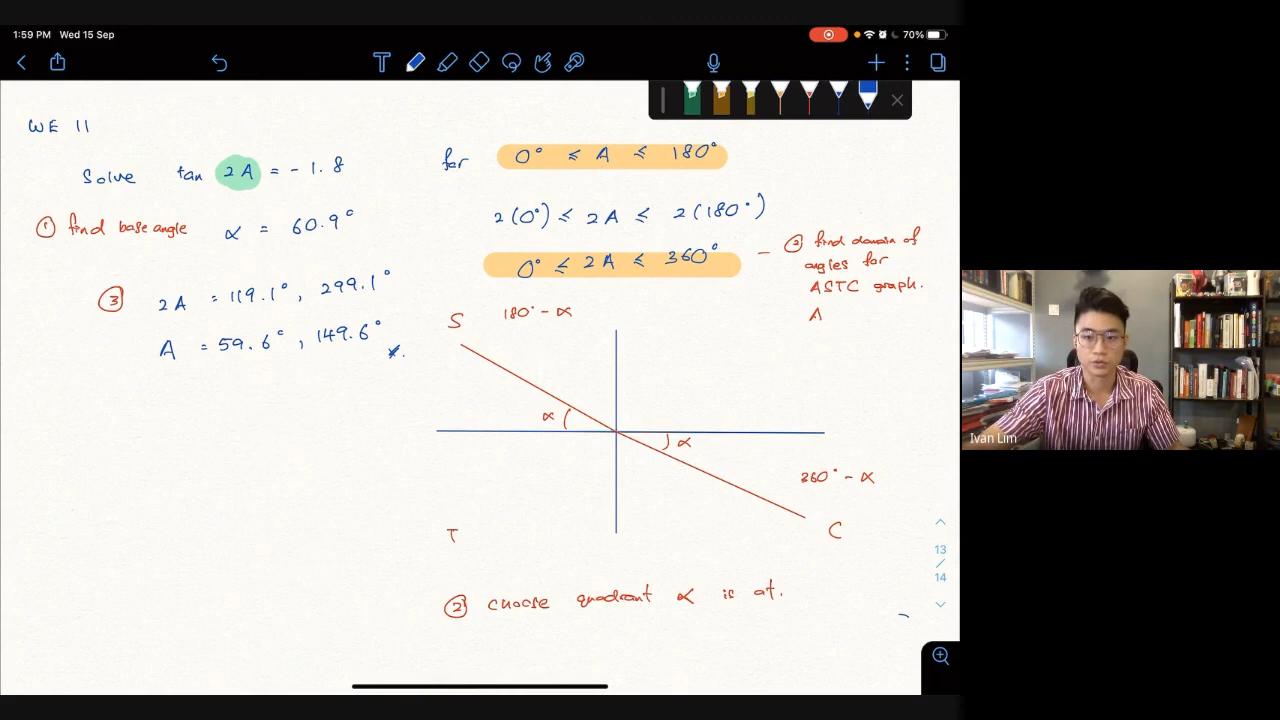 1:59 PM Wed 15 Sep
70%
WE 11
Solve tan 2A = - 1.8 for 0° ≤ A ≤ 180°
2(0°) ≤ 2A ≤ 2(180°)
0° ≤ 2A ≤ 360°
① find base angle α = 60.9°
② find domain of
angles for
ASTC graph.
A
③ 2A = 119.1°, 299.1°
A = 59.6°, 149.6°
S 180° - α
α
α
360° - α
T
C
② choose quadrant α is at.
13
/
14
Ivan Lim